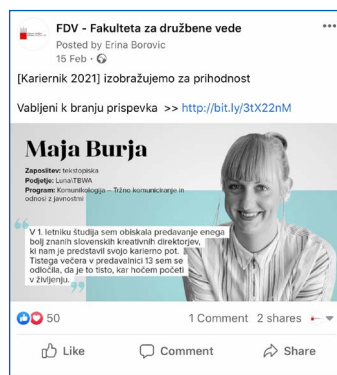 FDV - Fakulteta za družbene vede
Posted by Erina Borovic
15 Feb ·
[Kariernik 2021] izobražujemo za prihodnost
Vabljeni k branju prispevka >> http://bit.ly/3tX22nM
Maja Burja
Zaposlitev: tekstopiska
Podjetje: Luna\TBWA
Program: Komunikologija – Tržno komuniciranje in
odnosi z javnostmi
V 1. letniku študija sem obiskala predavanje enega
bolj znanih slovenskih kreativnih direktorjev,
ki nam je predstavil svojo karierno pot.
Tistega večera v predavalnici 13 sem se
odločila, da je to tisto, kar hočem početi
v življenju.
50
1 Comment 2 shares
Like Comment Share